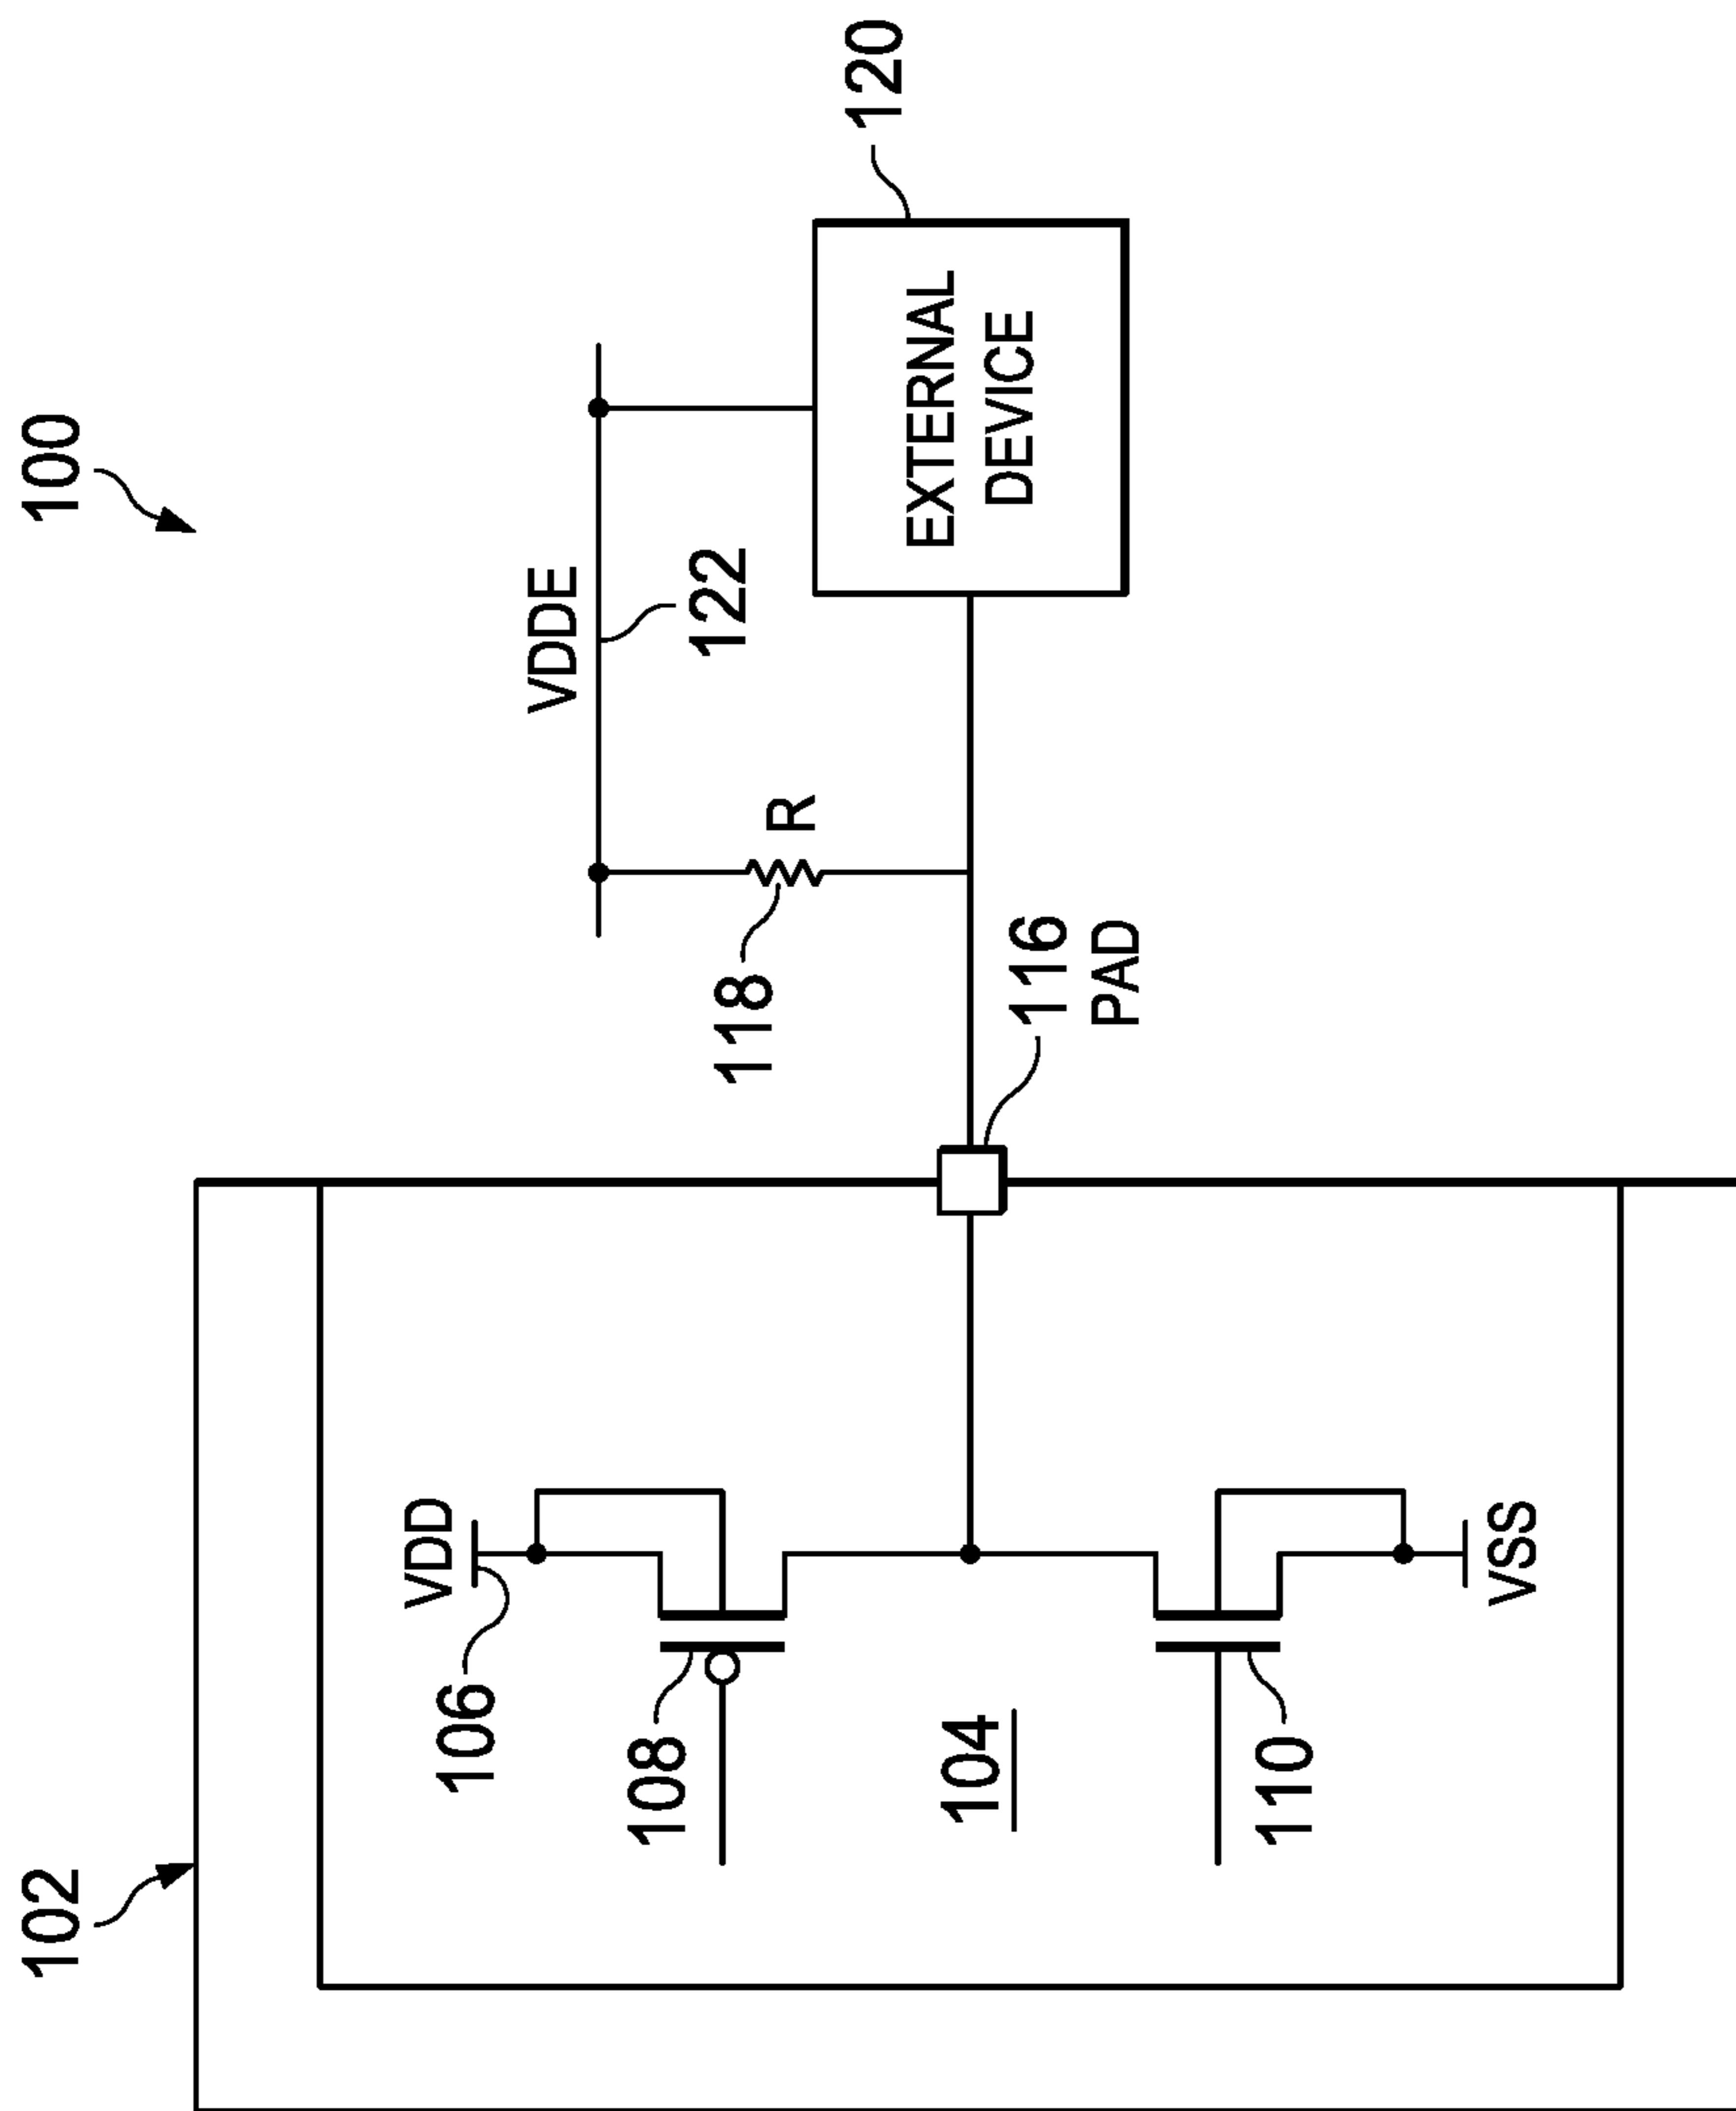 100
102
VDD
106
108
104
110
VSS
VDDE
122
R
118
116
PAD
EXTERNAL
DEVICE
120